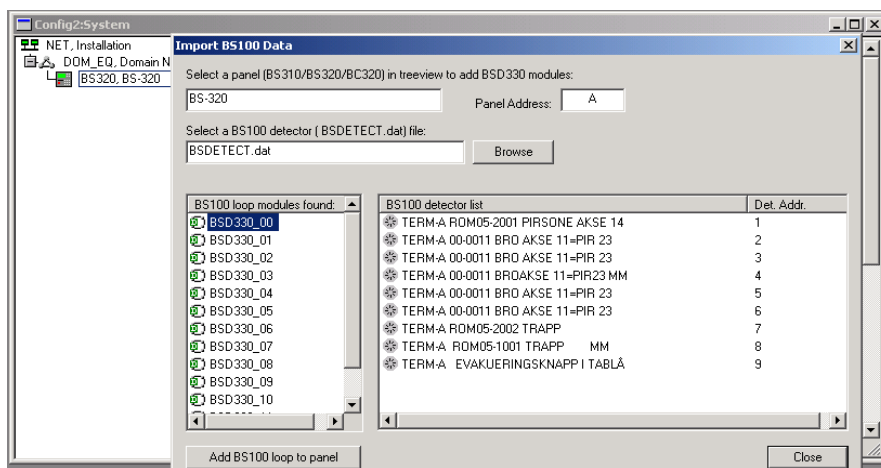 Config2:System
NET, Installation
DOM_EQ, Domain N
BS320, BS-320
Import BS100 Data
Select a panel (BS310/BS320/BC320) in treeview to add BSD330 modules:
BS-320
Panel Address: A
Select a BS100 detector ( BSDETECT.dat) file:
BSDETECT.dat
Browse
BS100 loop modules found:
BSD330_00
BSD330_01
BSD330_02
BSD330_03
BSD330_04
BSD330_05
BSD330_06
BSD330_07
BSD330_08
BSD330_09
BSD330_10
BS100 detector list Det. Addr.
TERM-A ROM05-2001 PIRSONE AKSE 14 1
TERM-A 00-0011 BRO AKSE 11=PIR 23 2
TERM-A 00-0011 BRO AKSE 11=PIR 23 3
TERM-A 00-0011 BROAKSE 11=PIR23 MM 4
TERM-A 00-0011 BRO AKSE 11=PIR 23 5
TERM-A 00-0011 BRO AKSE 11=PIR 23 6
TERM-A ROM05-2002 TRAPP 7
TERM-A ROM05-1001 TRAPP MM 8
TERM-A EVAKUERINGSKNAPP I TABLÅ 9
Add BS100 loop to panel
Close